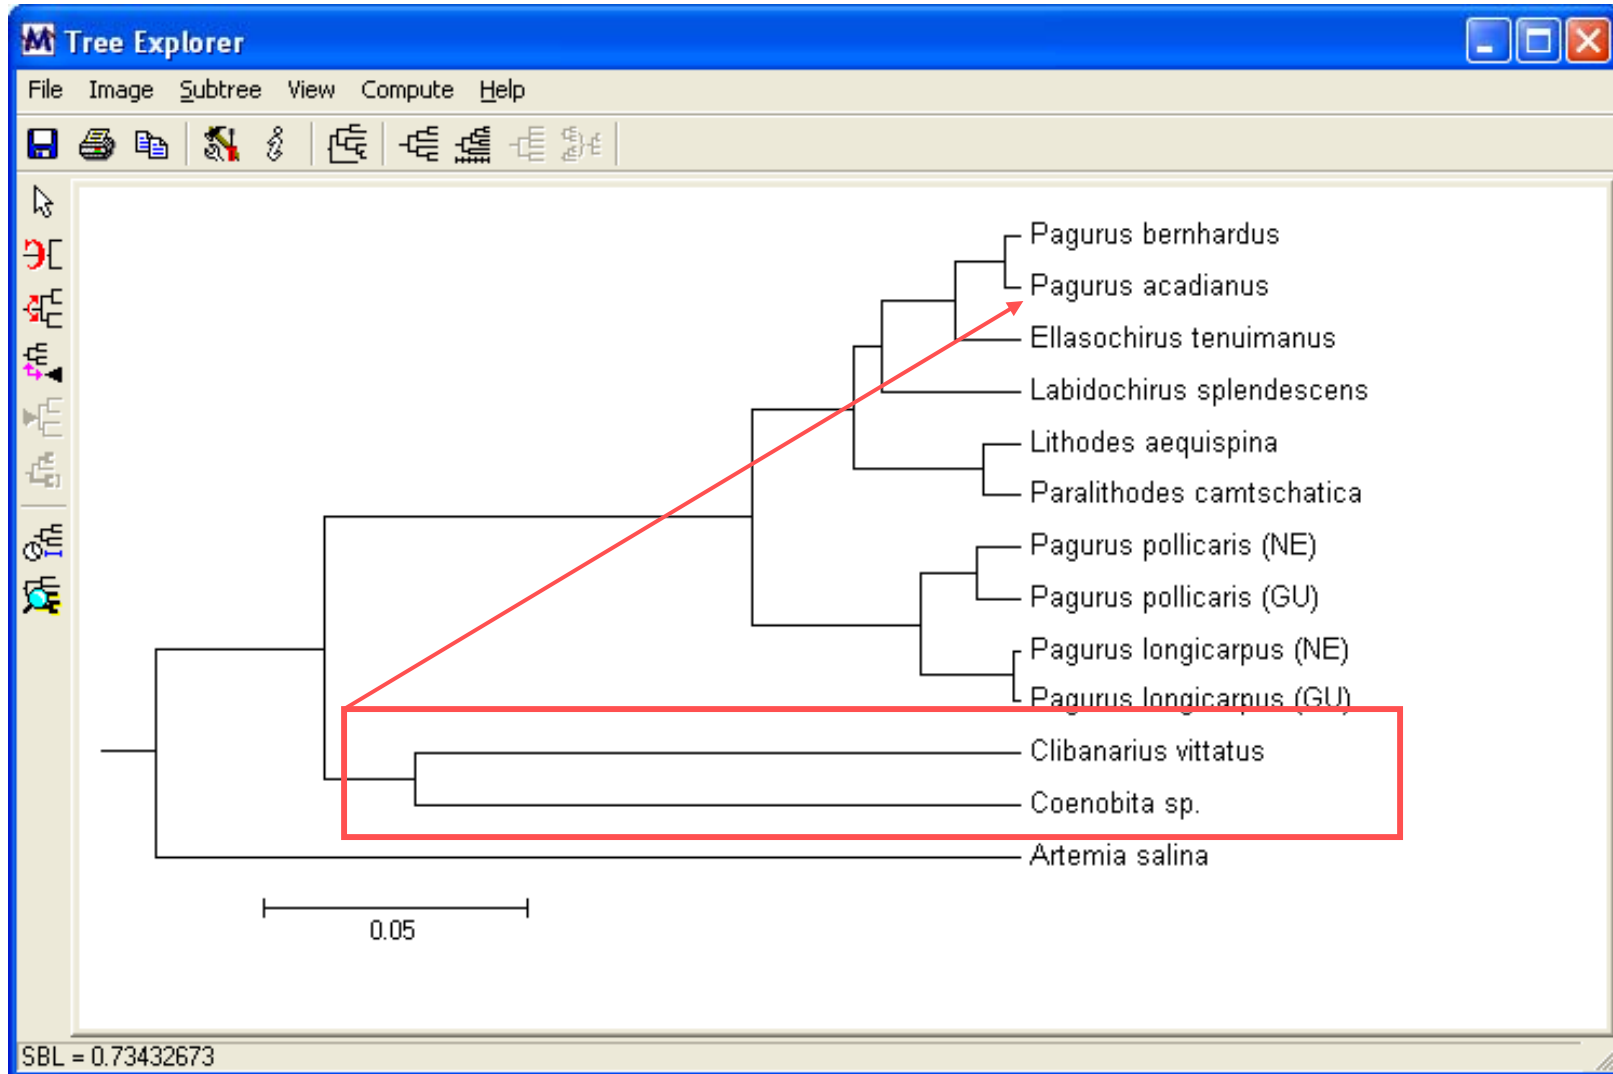 Tree Explorer
File Image Subtree View Compute Help
Pagurus bernhardus
Pagurus acadianus
Ellasochirus tenuimanus
Labidochirus splendescens
Lithodes aequispina
Paralithodes camtschatica
Pagurus pollicaris (NE)
Pagurus pollicaris (GU)
Pagurus longicarpus (NE)
Pagurus longicarpus (GU)
Clibanarius vittatus
Coenobita sp.
Artemia salina
0.05
SBL = 0.73432673